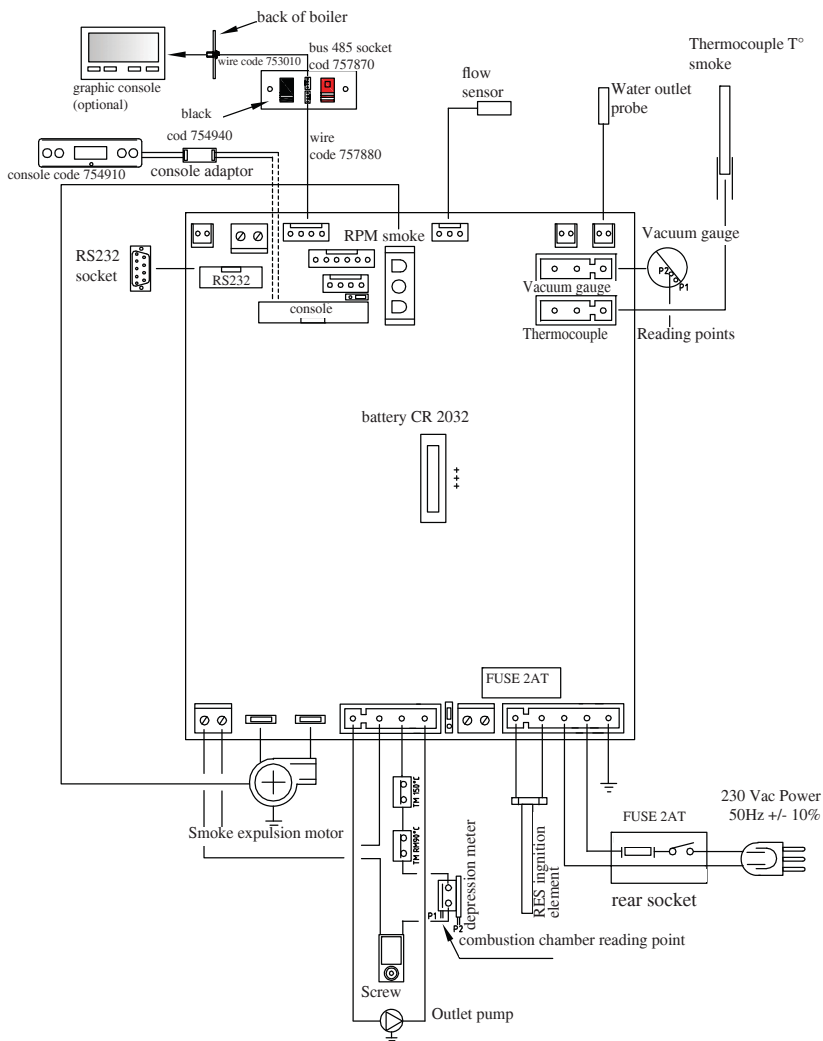 back of boiler
wire code 753010
bus 485 socket
cod 757870
graphic console
(optional)
black
cod 754940
wire
code 757880
console code 754910
console adaptor
flow
sensor
Water outlet
probe
Thermocouple T°
smoke
RS232
socket
RS232
RPM smoke
console
Vacuum gauge
P2
P1
Vacuum gauge
Thermocouple
Reading points
battery CR 2032
+++
FUSE 2AT
Smoke expulsion motor
TM 150°C
TM RM90°C
depression meter
P1
P2
combustion chamber reading point
RES ingnition
element
FUSE 2AT
230 Vac Power
50Hz +/- 10%
rear socket
Screw
Outlet pump